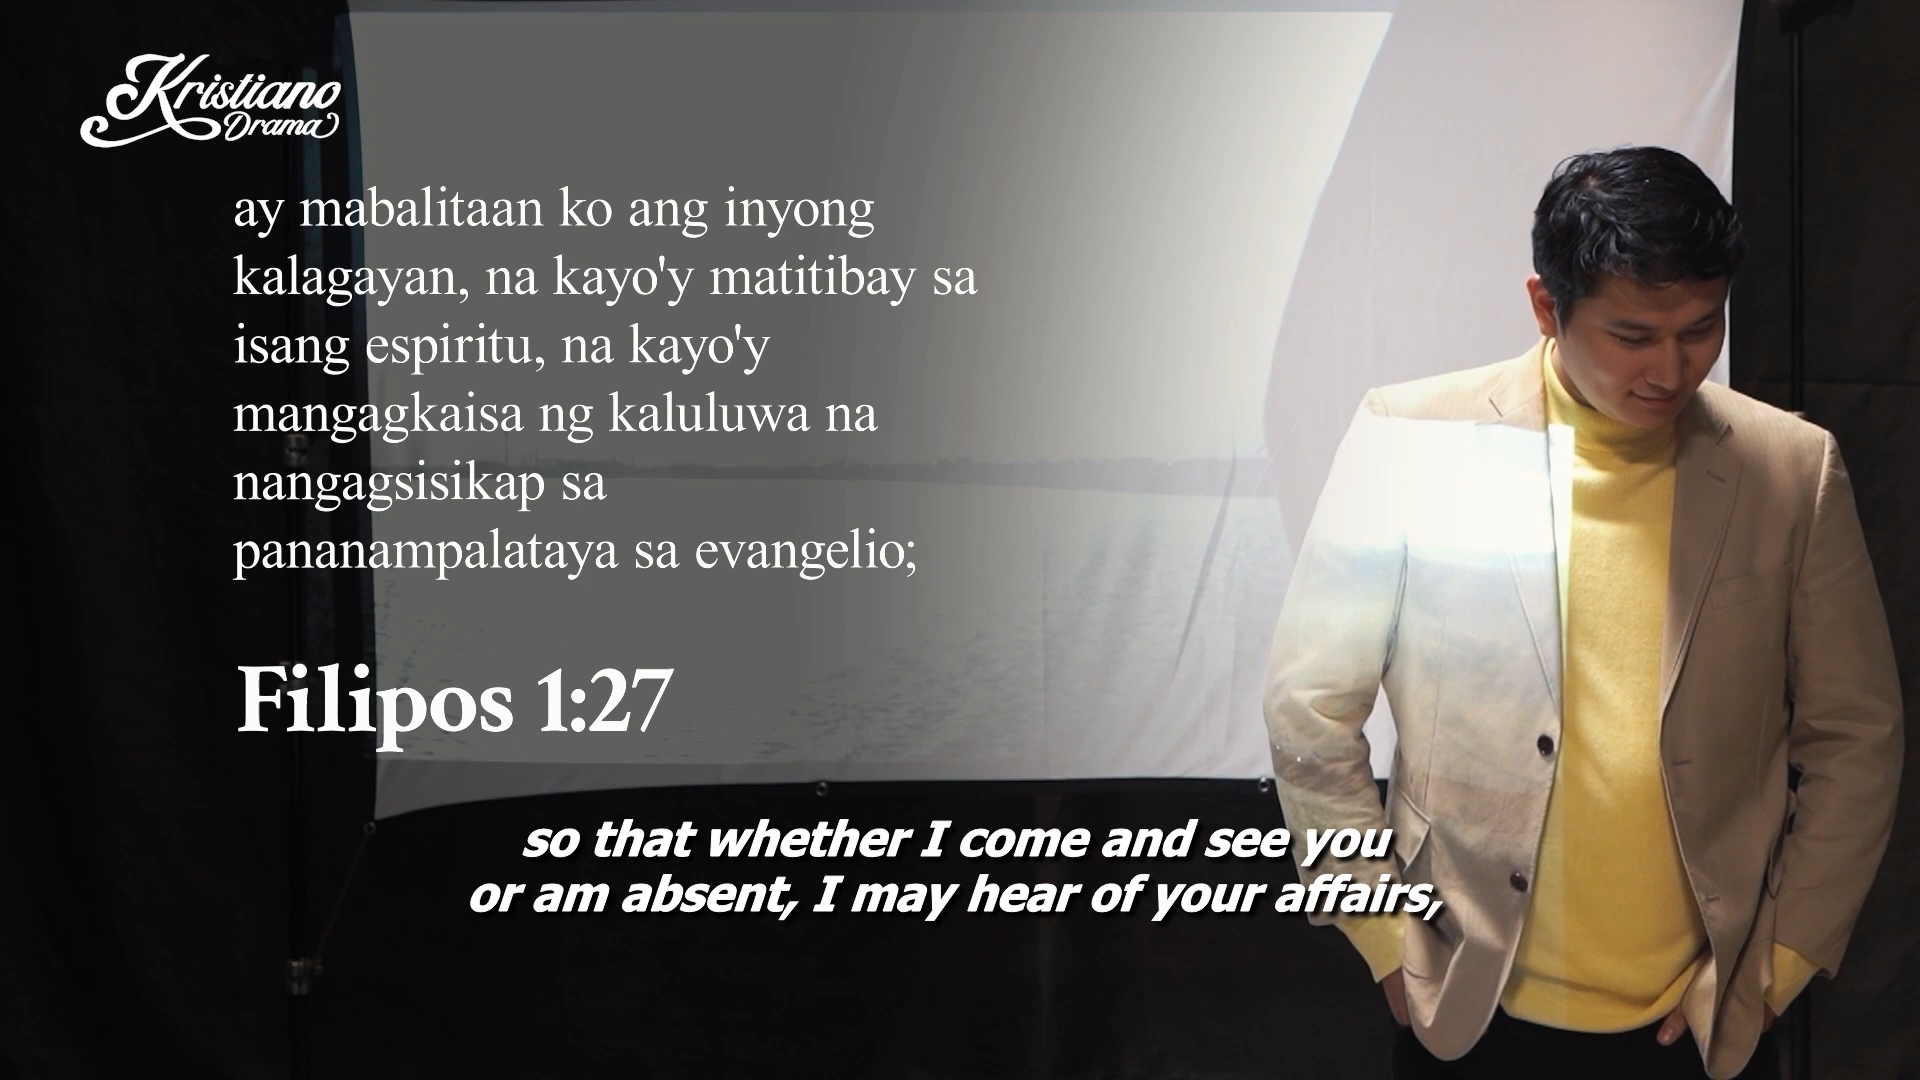 Kristiano
Drama
ay mabalitaan ko ang inyong
kalagayan, na kayo'y matitibay sa
isang espiritu, na kayo'y
mangagkaisa ng kaluluwa na
nangagsisikap sa
pananampalataya sa evangelio;
Filipos 1:27
so that whether I come and see you
or am absent, I may hear of your affairs,